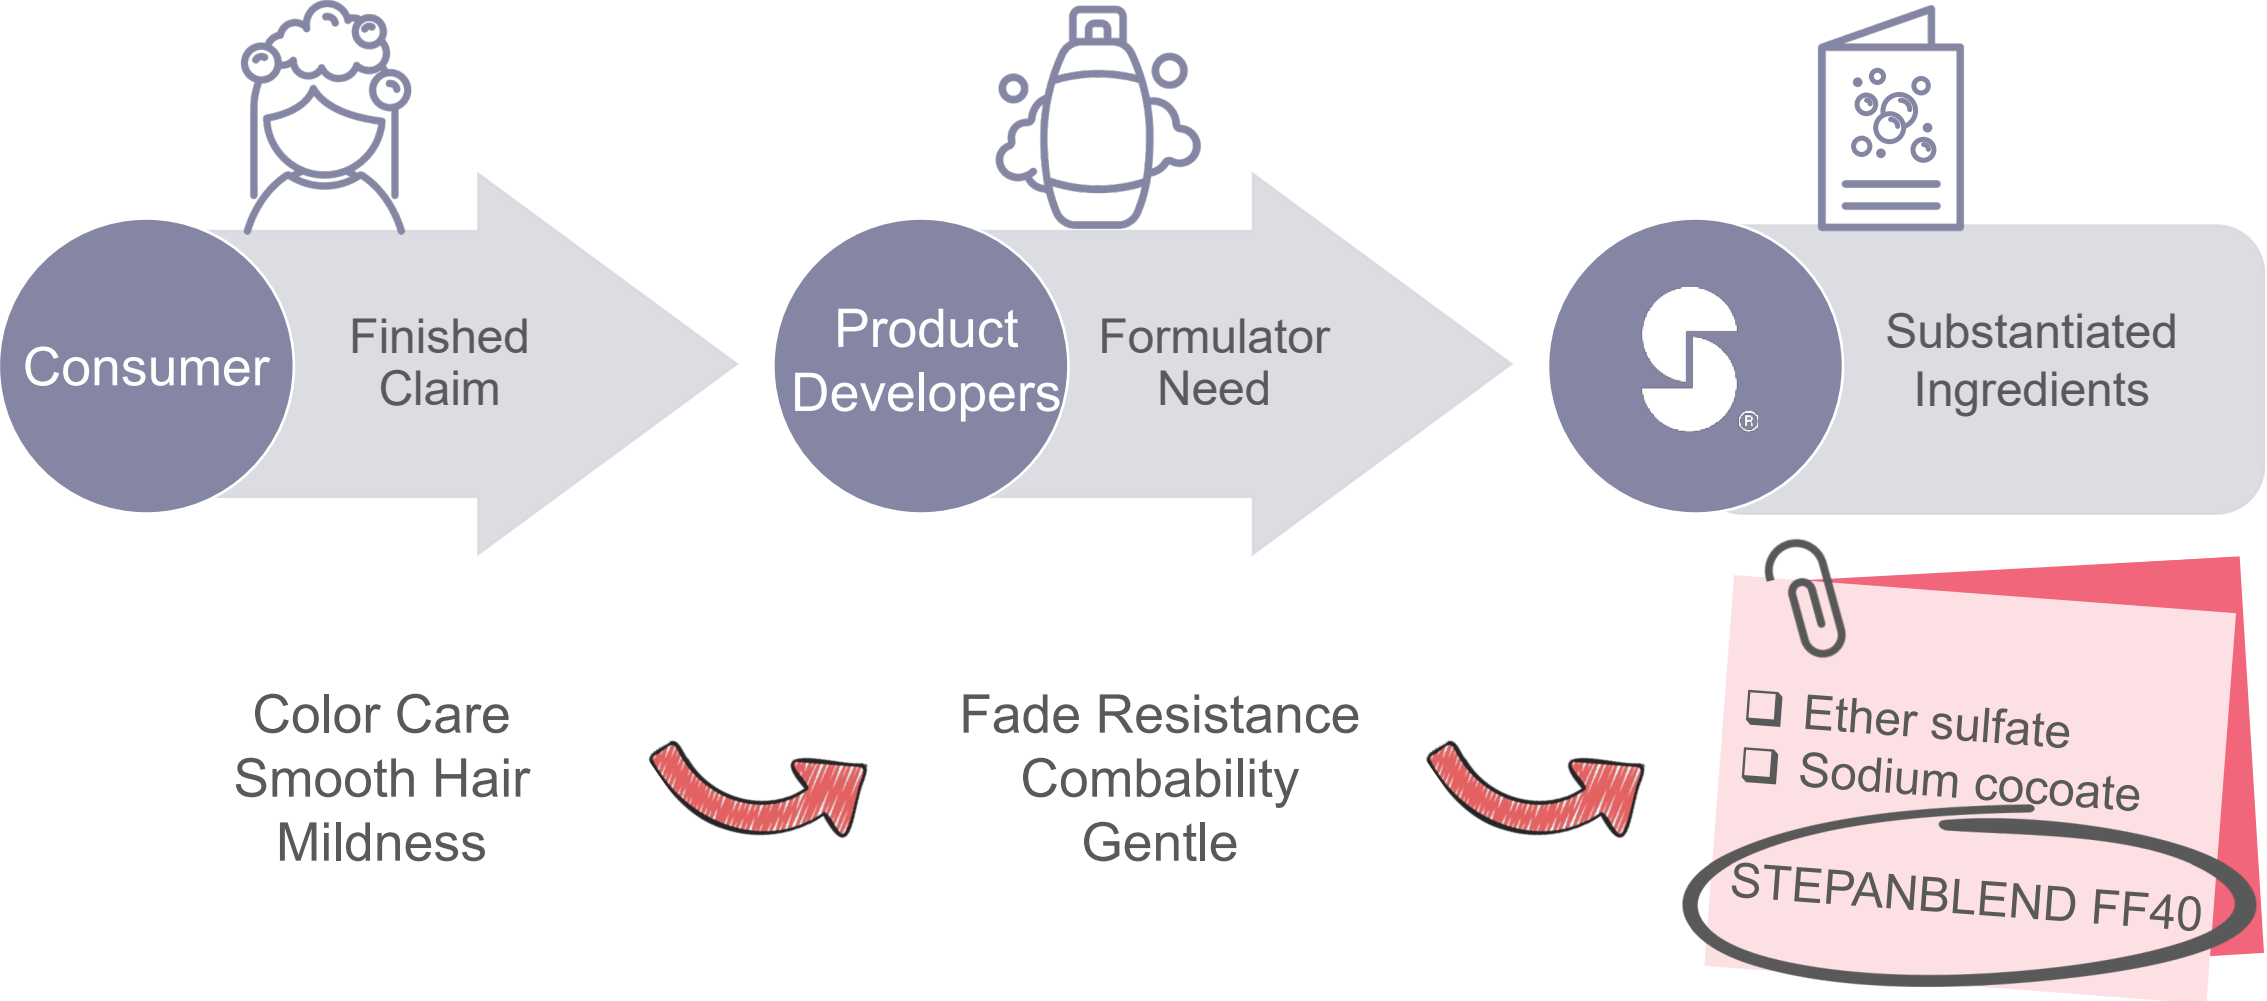 Consumer
Finished
Claim
Product
Developers
Formulator
Need
®
Substantiated
Ingredients
Color Care
Smooth Hair
Mildness
Fade Resistance
Combability
Gentle
❑ Ether sulfate
❑ Sodium cocoate
STEPANBLEND FF40